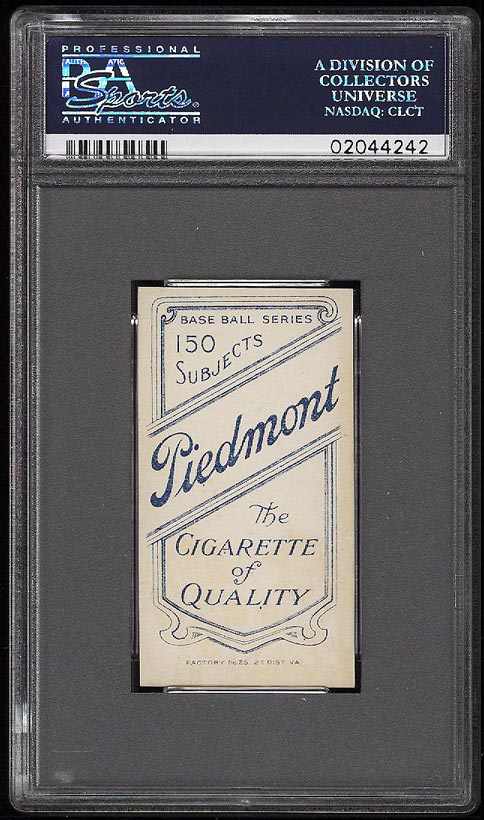 PROFESSIONAL
PSA
Sports.
AUTHENTICATOR
A DIVISION OF
COLLECTORS
UNIVERSE
NASDAQ: CLCT
02044242
BASE BALL SERIES
150
SUBJECTS
Piedmont
The
CIGARETTE
of
QUALITY
FACTORY No 25. 2D DIST. VA.